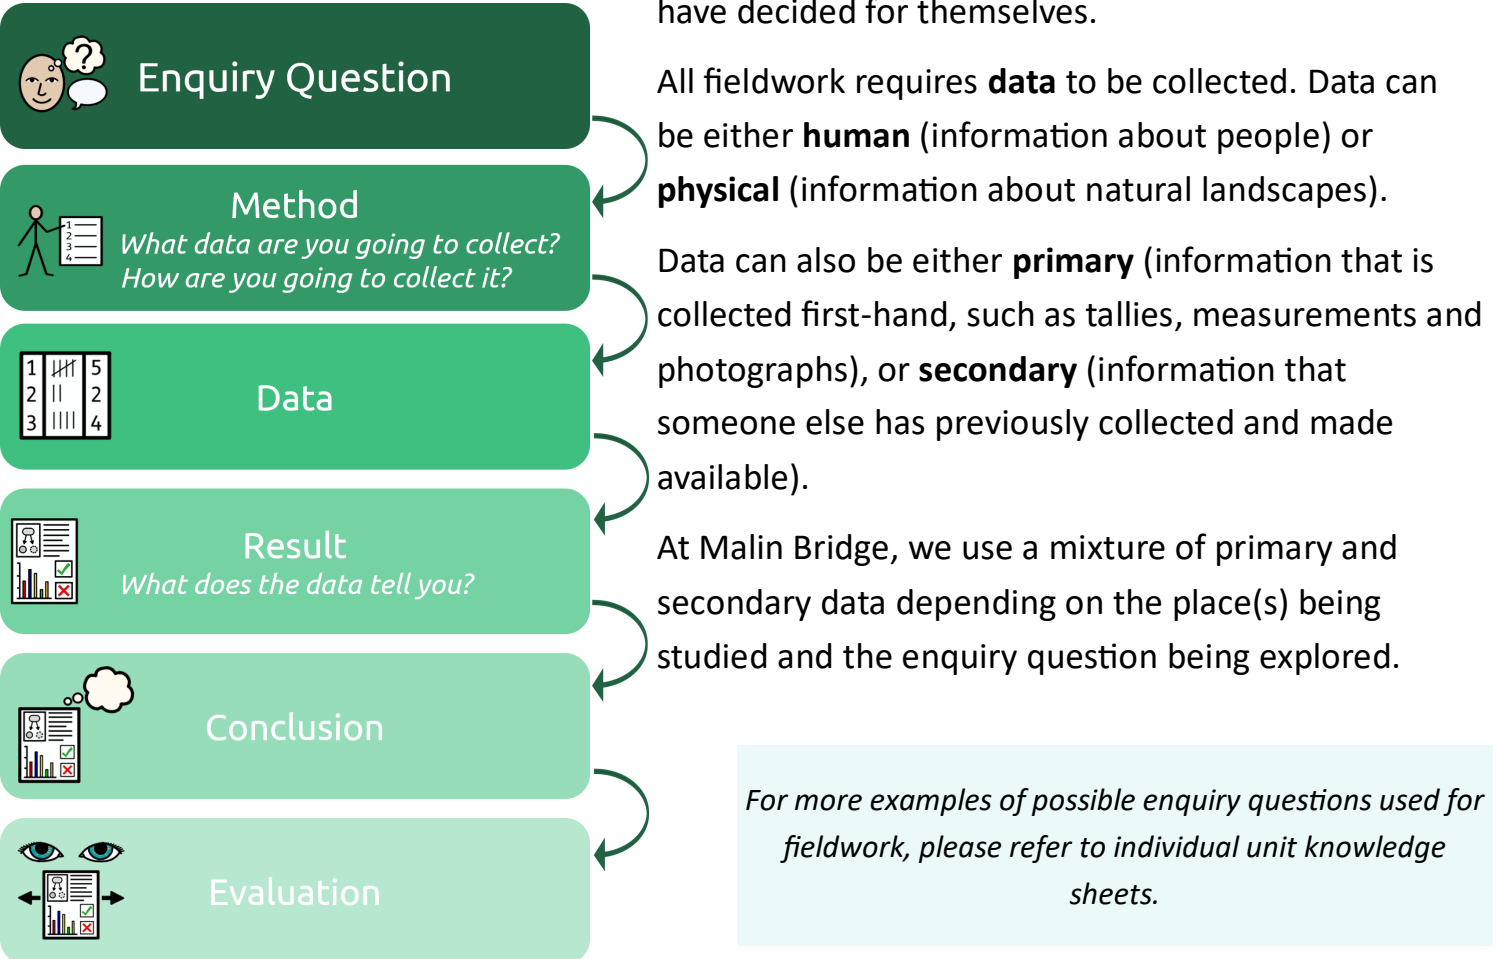 Enquiry Question
Method
What data are you going to collect?
How are you going to collect it?
1 5
2 2
3 4
Data
Result
What does the data tell you?
Conclusion
Evaluation
have decided for themselves.
All fieldwork requires data to be collected. Data can
be either human (information about people) or
physical (information about natural landscapes).
Data can also be either primary (information that is
collected first-hand, such as tallies, measurements and
photographs), or secondary (information that
someone else has previously collected and made
available).
At Malin Bridge, we use a mixture of primary and
secondary data depending on the place(s) being
studied and the enquiry question being explored.
For more examples of possible enquiry questions used for
fieldwork, please refer to individual unit knowledge
sheets.